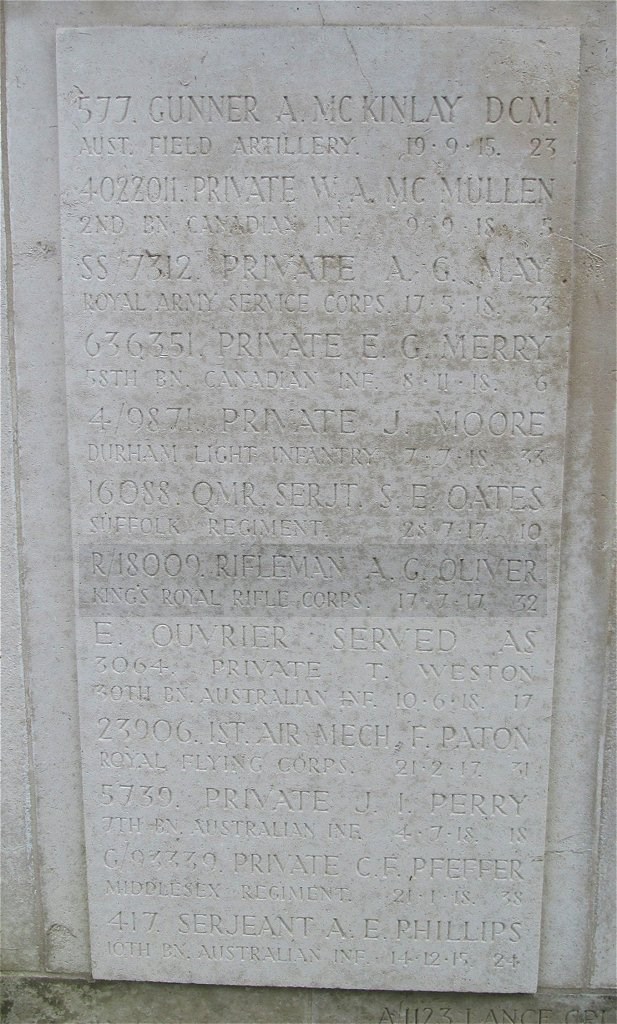 577. GUNNER A. MC KINLAY DCM.
AUST. FIELD ARTILLERY. 19·9·15. 23
4022011. PRIVATE W. A. MC MULLEN
2ND BN. CANADIAN INF. 9·9·18. 5
SS/7312. PRIVATE A. G. MAY
ROYAL ARMY SERVICE CORPS. 17·5·18. 33
636351. PRIVATE E. G. MERRY
58TH BN. CANADIAN INF. 8·11·18. 6
4/9871. PRIVATE J. MOORE
DURHAM LIGHT INFANTRY. 7·7·18. 33
16088. QMR. SERJT. S. E. OATES
SUFFOLK REGIMENT. 28·7·17. 10
R/18009. RIFLEMAN A. G. OLIVER
KING'S ROYAL RIFLE CORPS. 17·7·17. 32
E. OUVRIER SERVED AS
3064. PRIVATE T. WESTON
30TH BN. AUSTRALIAN INF. 10·6·18. 17
23906. 1ST. AIR MECH. F. PATON
ROYAL FLYING CORPS. 21·2·17. 31
5739. PRIVATE J. I. PERRY
7TH BN. AUSTRALIAN INF. 4·7·18. 18
G/93339. PRIVATE C. F. PFEFFER
MIDDLESEX REGIMENT. 21·1·18. 38
417. SERJEANT A. E. PHILLIPS
10TH BN. AUSTRALIAN INF. 14·12·15. 24
A/1123 LANCE CPL